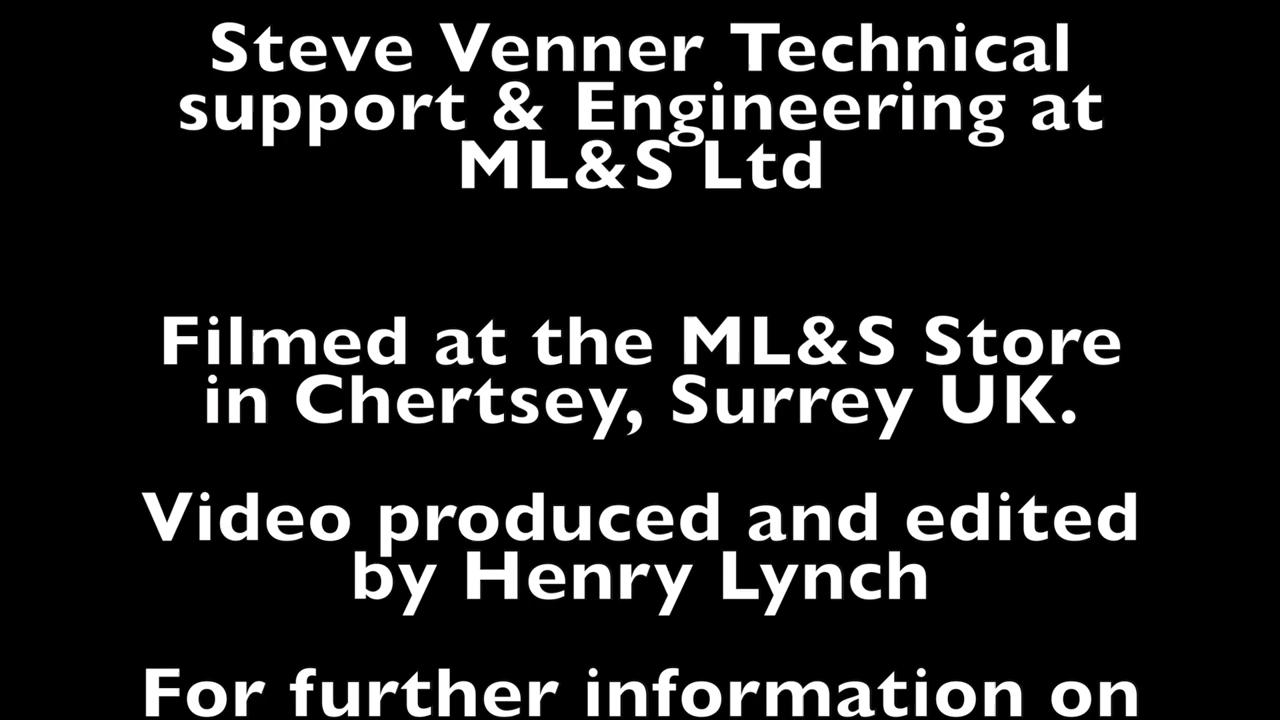 Steve Venner Technical
support & Engineering at
ML&S Ltd
Filmed at the ML&S Store
in Chertsey, Surrey UK.
Video produced and edited
by Henry Lynch
For further information on